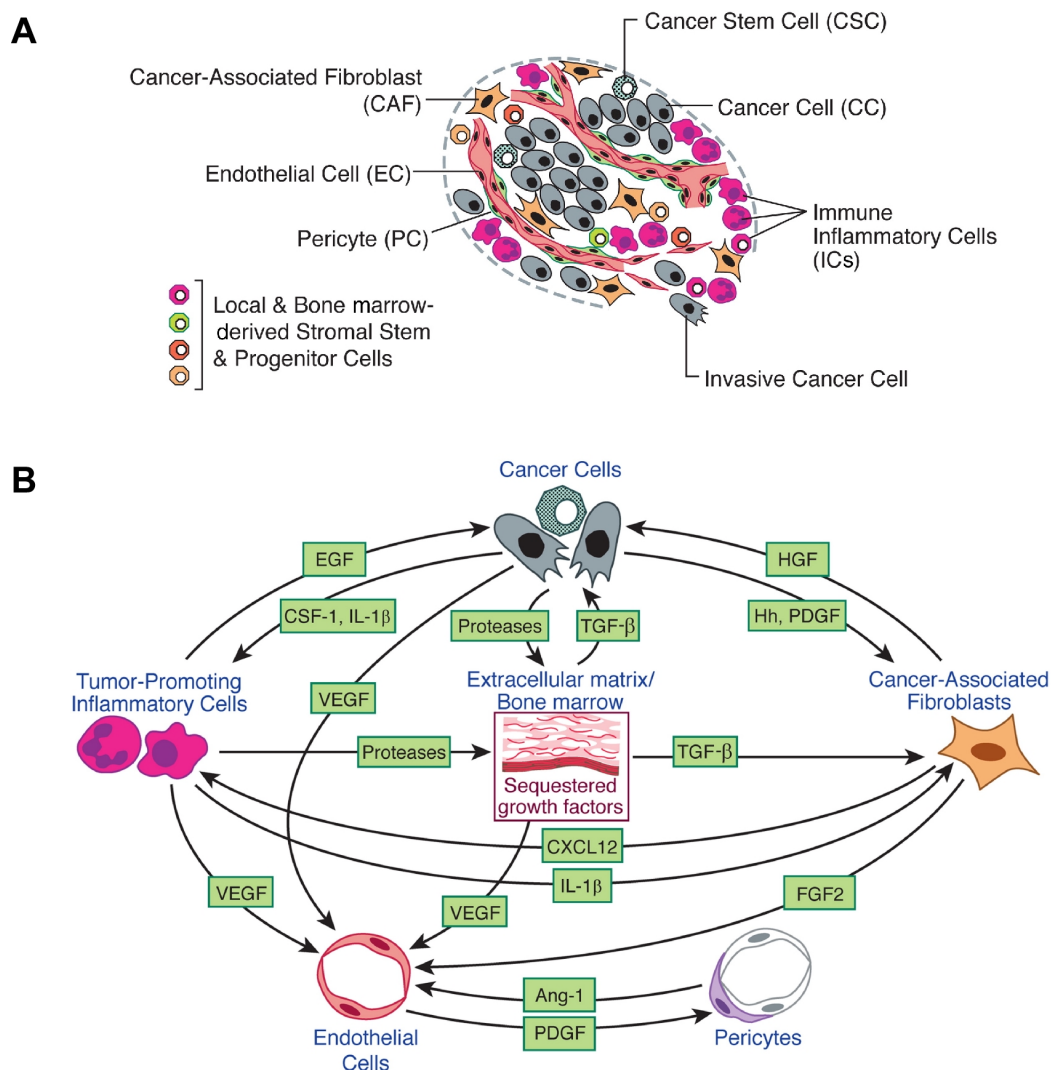 A
Cancer Stem Cell (CSC)
Cancer-Associated Fibroblast
(CAF)
Cancer Cell (CC)
Endothelial Cell (EC)
Pericyte (PC)
Immune
Inflammatory Cells
(ICs)
Local & Bone marrow-
derived Stromal Stem
& Progenitor Cells
Invasive Cancer Cell
B
Cancer Cells
EGF
HGF
CSF-1, IL-1β
Proteases
TGF-β
Hh, PDGF
Tumor-Promoting
Inflammatory Cells
VEGF
Extracellular matrix/
Bone marrow
Cancer-Associated
Fibroblasts
Proteases
TGF-β
Sequestered
growth factors
CXCL12
IL-1β
VEGF
VEGF
FGF2
Ang-1
PDGF
Endothelial
Cells
Pericytes